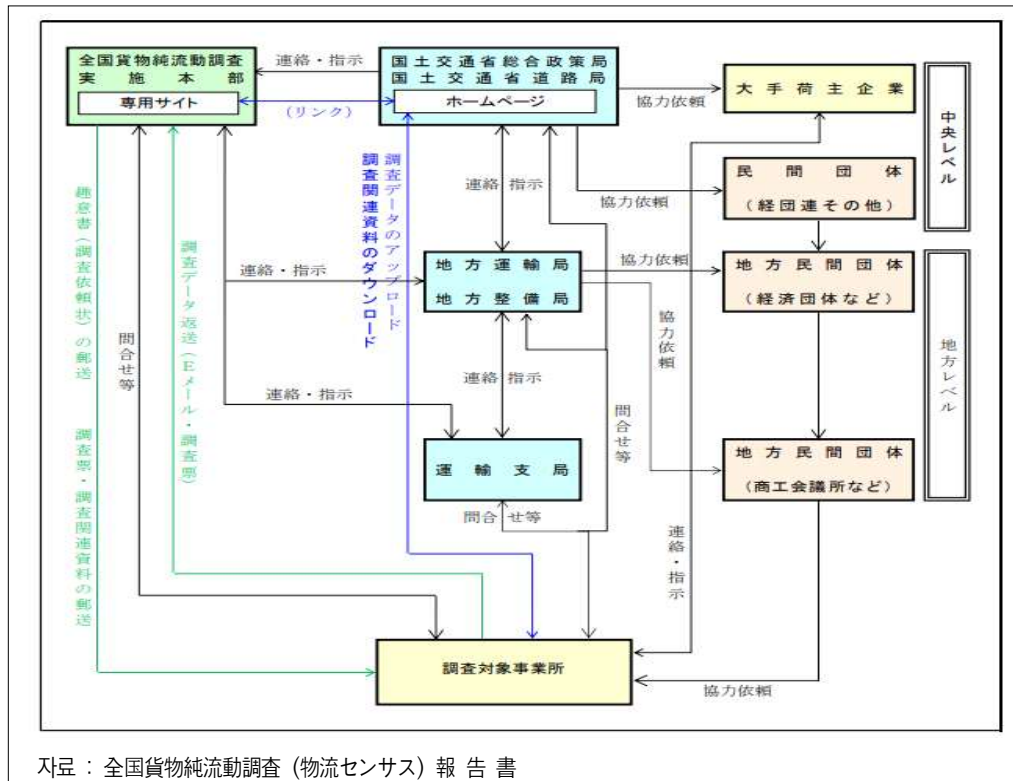 全国貨物純流動調査
実施本部
専用サイト
連絡・指示
(リンク)
国土交通省総合政策局
国土交通省道路局
ホームページ
協力依頼
大手荷主企業
中央レベル
民間団体
(経団連その他)
協力依頼
連絡・指示
調査データのアップロード
調査関連資料のダウンロード
趣意書(調査依頼状)の郵送
調査票・調査関連資料の郵送
調査データ返送(Eメール・調査票)
問合せ等
連絡・指示
地方運輸局
地方整備局
協力依頼
地方民間団体
(経済団体など)
地方レベル
協力依頼
連絡・指示
連絡・指示
問合せ等
運輸支局
地方民間団体
(商工会議所など)
問合せ等
連絡・指示
調査対象事業所
協力依頼
자료 : 全国貨物純流動調査 (物流センサス) 報 告 書